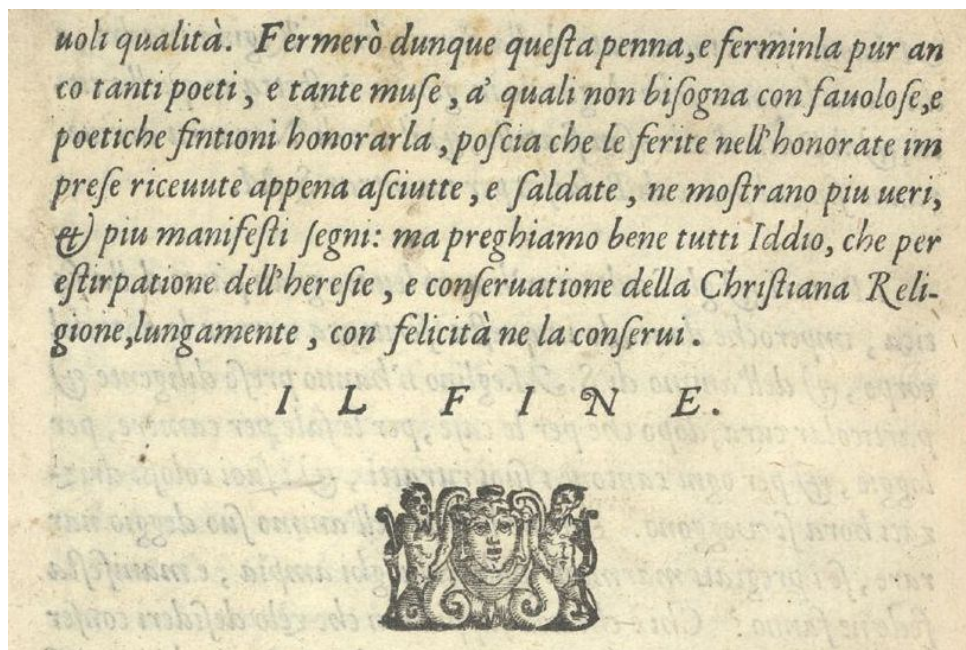 uoli qualità. Fermerò dunque queſta penna, e ferminla pur an
co tanti poeti, e tante muſe, a' quali non biſogna con fauoloſe, e
poetiche fintioni honorarla, poſcia che le ferite nell'honorate im
preſe riceuute appena aſciutte, e ſaldate, ne moſtrano piu ueri,
& piu manifeſti ſegni: ma preghiamo bene tutti Iddio, che per
eſtirpatione dell'hereſie, e conſeruatione della Chriſtiana Reli-
gione, lungamente, con felicità ne la conſerui.
IL FINE.